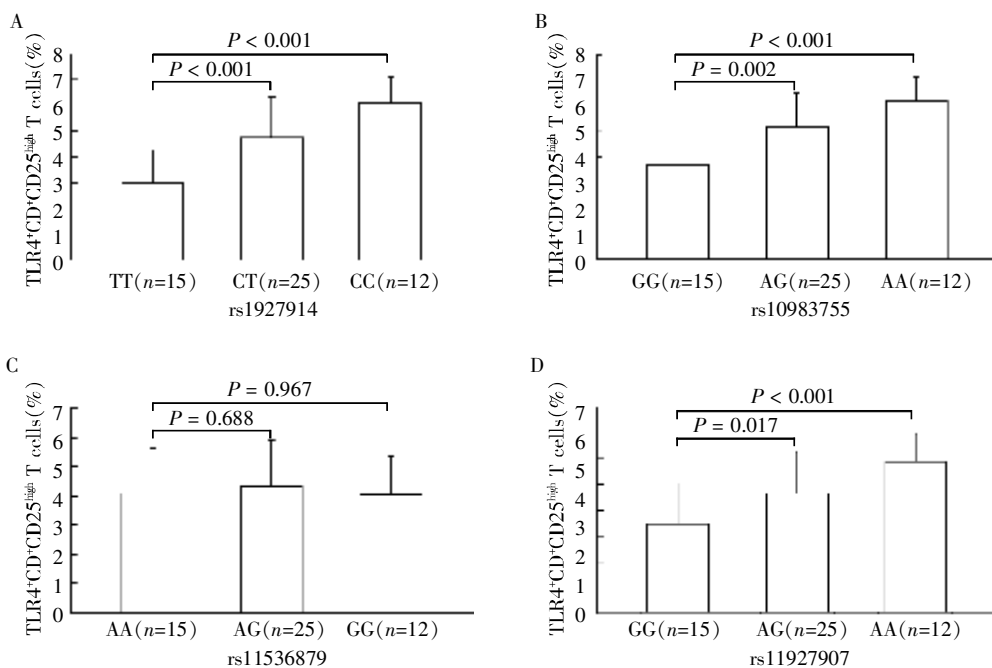 A
TLR4⁺CD⁺CD25ʰⁱᵍʰ T cells(%)
8
7
6
5
4
3
2
1
0
P < 0.001
P < 0.001
TT(n=15) CT(n=25) CC(n=12)
rs1927914
B
TLR4⁺CD⁺CD25ʰⁱᵍʰ T cells(%)
8
7
6
5
4
3
2
1
0
P < 0.001
P = 0.002
GG(n=15) AG(n=25) AA(n=12)
rs10983755
C
TLR4⁺CD⁺CD25ʰⁱᵍʰ T cells(%)
7
6
5
4
3
2
1
0
P = 0.967
P = 0.688
AA(n=15) AG(n=25) GG(n=12)
rs11536879
D
TLR4⁺CD⁺CD25ʰⁱᵍʰ T cells(%)
7
6
5
4
3
2
1
0
P < 0.001
P = 0.017
GG(n=15) AG(n=25) AA(n=12)
rs11927907